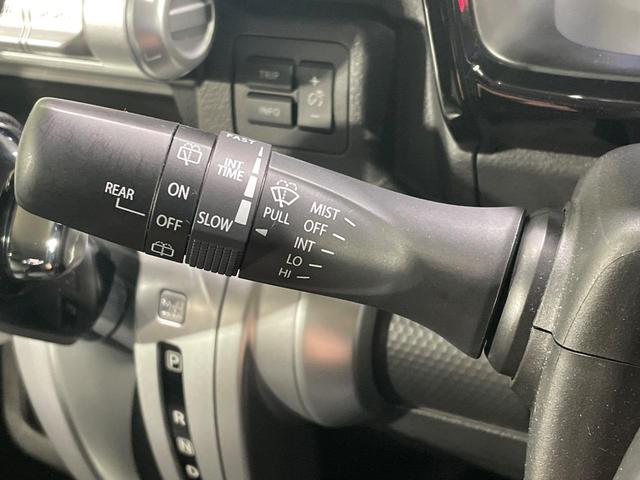 TRIP
INFO
+
-
REAR
ON
OFF
FAST
INT
TIME
SLOW
PULL
MIST
OFF
INT
LO
HI
P
R
N
D